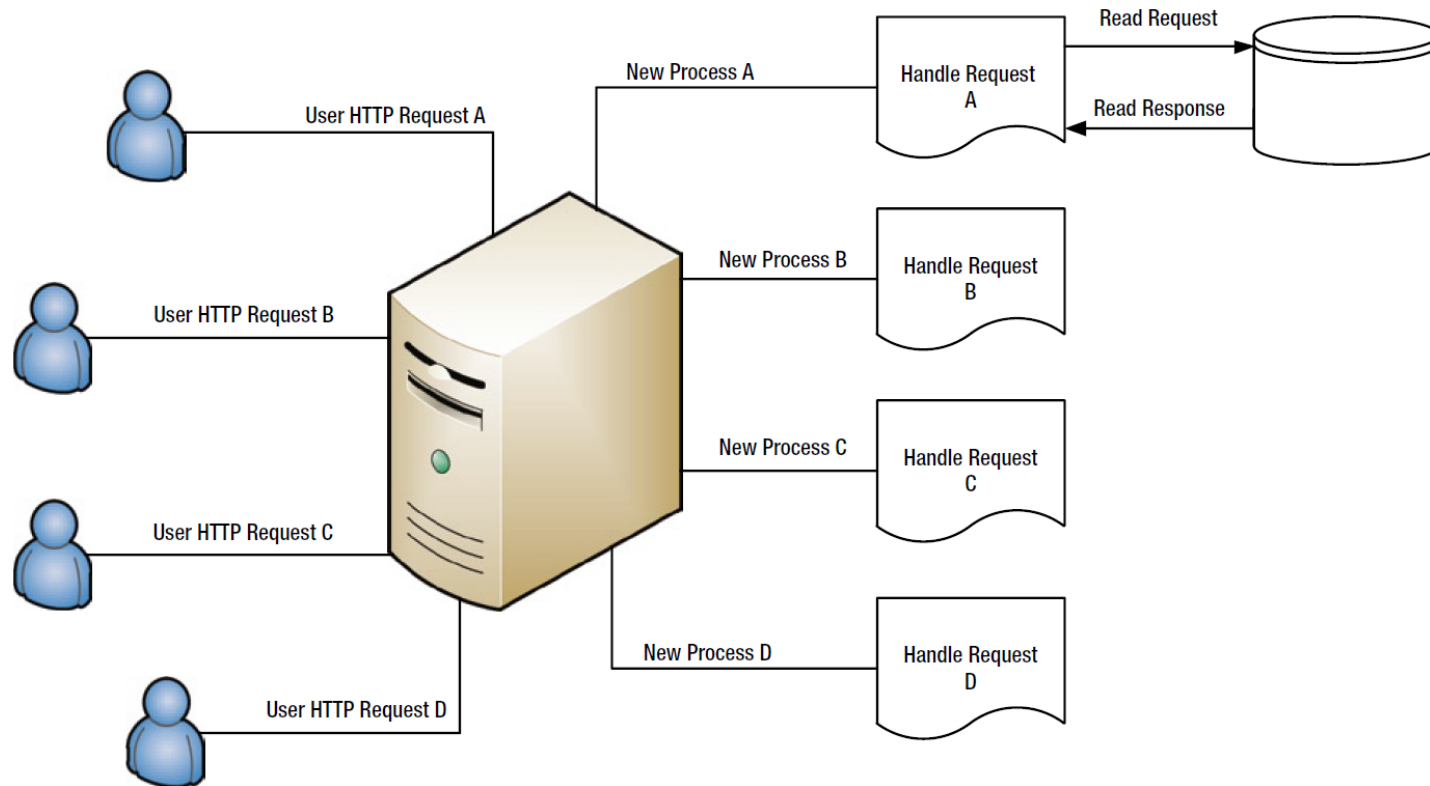 Read Request
New Process A
Handle Request
A
User HTTP Request A
Read Response
New Process B
Handle Request
B
User HTTP Request B
New Process C
Handle Request
C
User HTTP Request C
New Process D
Handle Request
D
User HTTP Request D